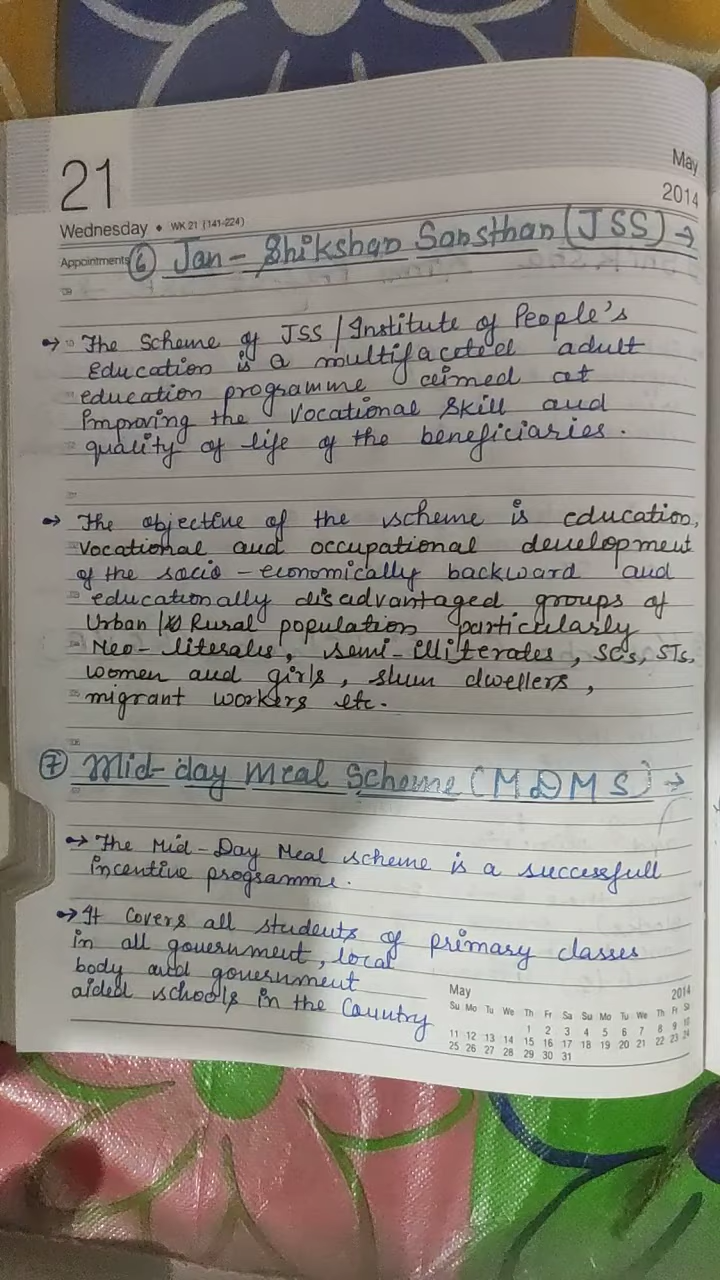 21
May
2014
Wednesday • WK 21 (141-224)
Appointments
⑥ Jan - Shikshan Sansthan (JSS) →
→ The Scheme of JSS / Institute of People's
Education is a multifaceted adult
education programme aimed at
Improving the Vocational Skill and
quality of life of the beneficiaries.
→ The objective of the scheme is education,
Vocational and occupational development
of the socio - economically backward and
educationally disadvantaged groups of
Urban / Rural population particularly
Neo - literates, semi-illiterates, SCs, STs,
women and girls, slum dwellers,
migrant workers etc.
⑦ Mid-day Meal Scheme (MDMS) →
→ The Mid-Day Meal scheme is a successfull
incentive programme.
→ It Covers all students of primary classes
in all government, local
body and government
aided schools in the Country
May 2014
Su Mo Tu We Th Fr Sa Su Mo Tu We Th Fr Sa
1 2 3 4 5 6 7 8 9 10
11 12 13 14 15 16 17 18 19 20 21 22 23 24
25 26 27 28 29 30 31